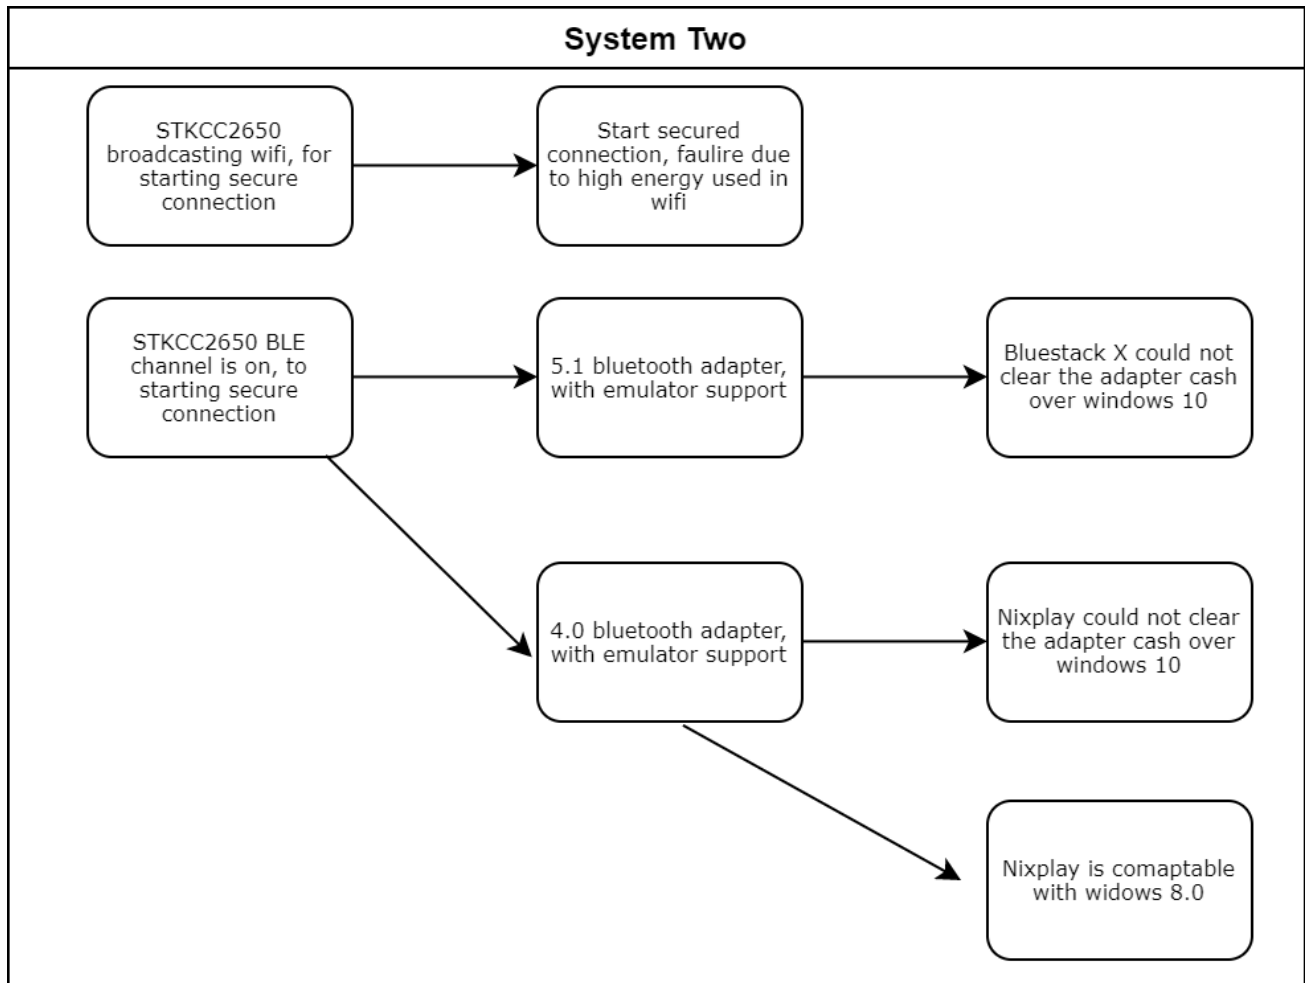 System Two
STKCC2650
broadcasting wifi, for
starting secure
connection
Start secured
connection, faulire due
to high energy used in
wifi
STKCC2650 BLE
channel is on, to
starting secure
connection
5.1 bluetooth adapter,
with emulator support
Bluestack X could not
clear the adapter cash
over windows 10
4.0 bluetooth adapter,
with emulator support
Nixplay could not clear
the adapter cash over
windows 10
Nixplay is comaptable
with widows 8.0